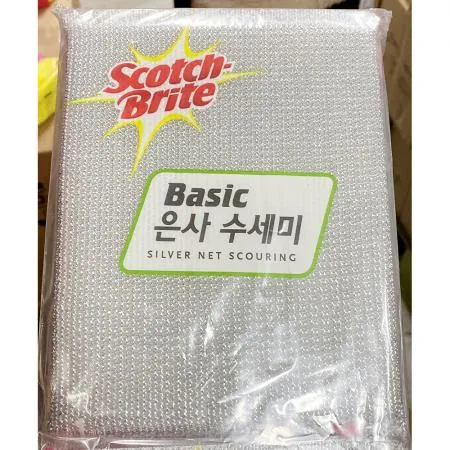 Scotch-
Brite
Basic
은사 수세미
SILVER NET SCOURING